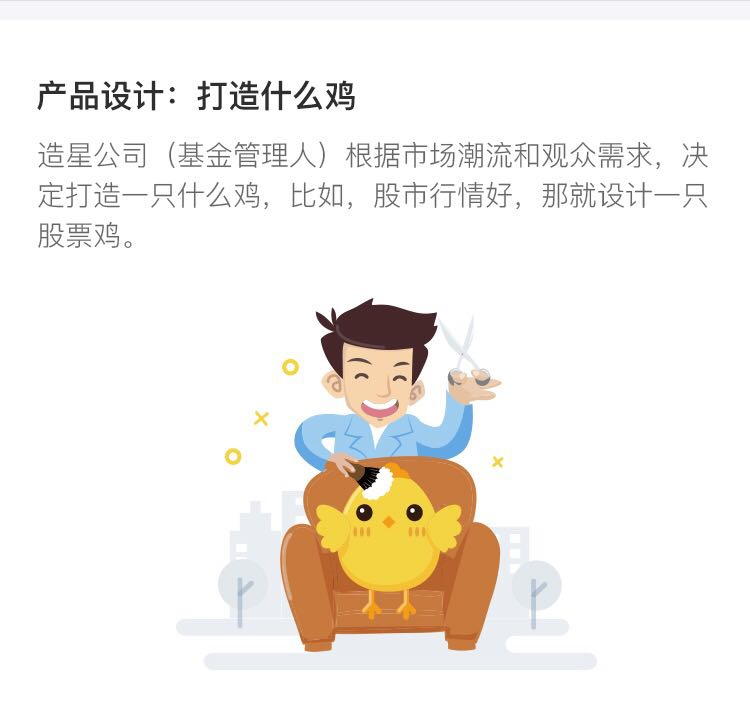 产品设计：打造什么鸡
造星公司（基金管理人）根据市场潮流和观众需求，决
定打造一只什么鸡，比如，股市行情好，那就设计一只
股票鸡。